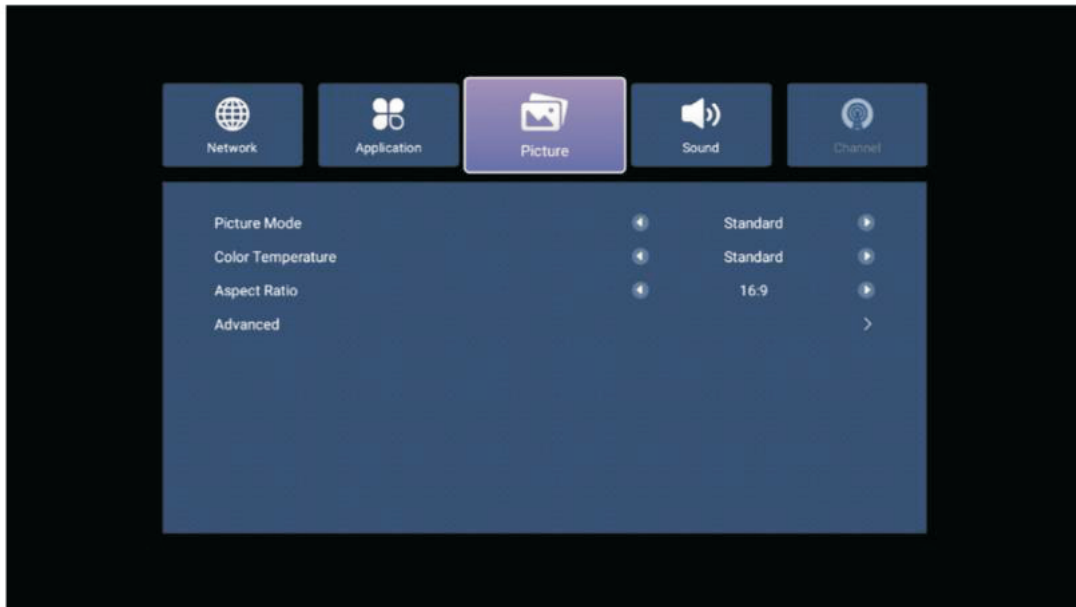 Network Application Picture Sound Channel
Picture Mode Standard
Color Temperature Standard
Aspect Ratio 16:9
Advanced